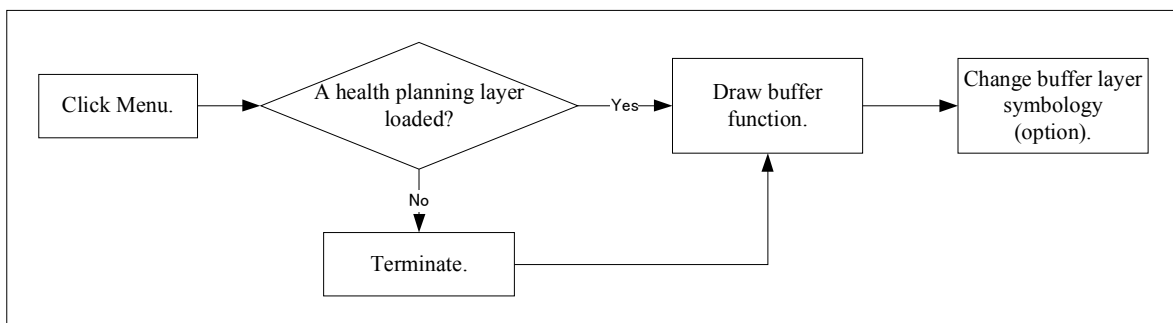 Click Menu.
A health planning layer
loaded?
Yes
Draw buffer
function.
Change buffer layer
symbology
(option).
No
Terminate.